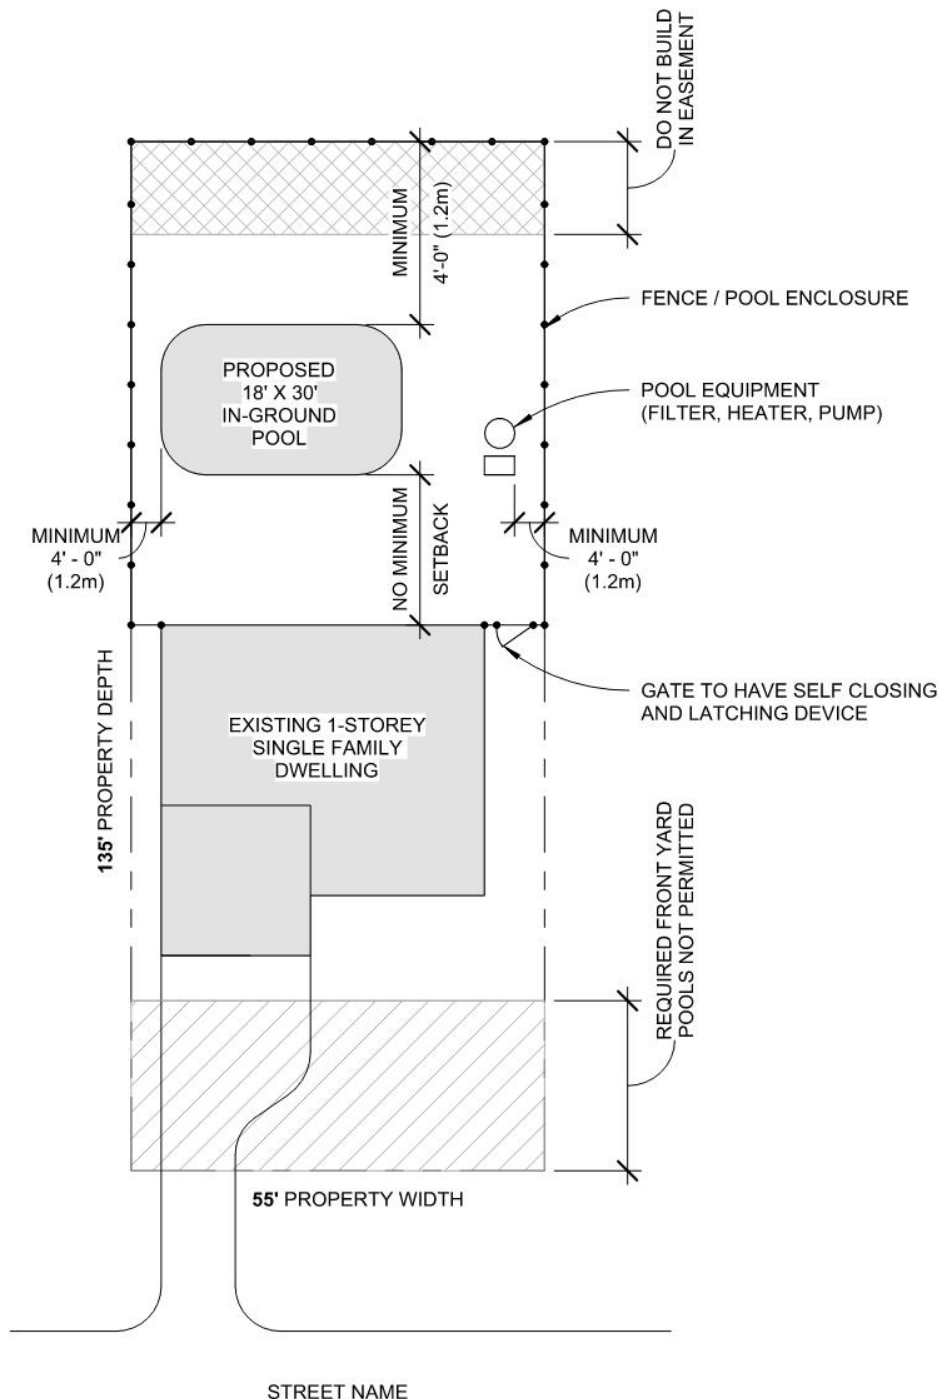 DO NOT BUILD
IN EASEMENT
MINIMUM
4'-0" (1.2m)
FENCE / POOL ENCLOSURE
PROPOSED
18' X 30'
IN-GROUND
POOL
POOL EQUIPMENT
(FILTER, HEATER, PUMP)
MINIMUM
4' - 0"
(1.2m)
NO MINIMUM
SETBACK
MINIMUM
4' - 0"
(1.2m)
GATE TO HAVE SELF CLOSING
AND LATCHING DEVICE
EXISTING 1-STOREY
SINGLE FAMILY
DWELLING
135' PROPERTY DEPTH
REQUIRED FRONT YARD
POOLS NOT PERMITTED
55' PROPERTY WIDTH
STREET NAME